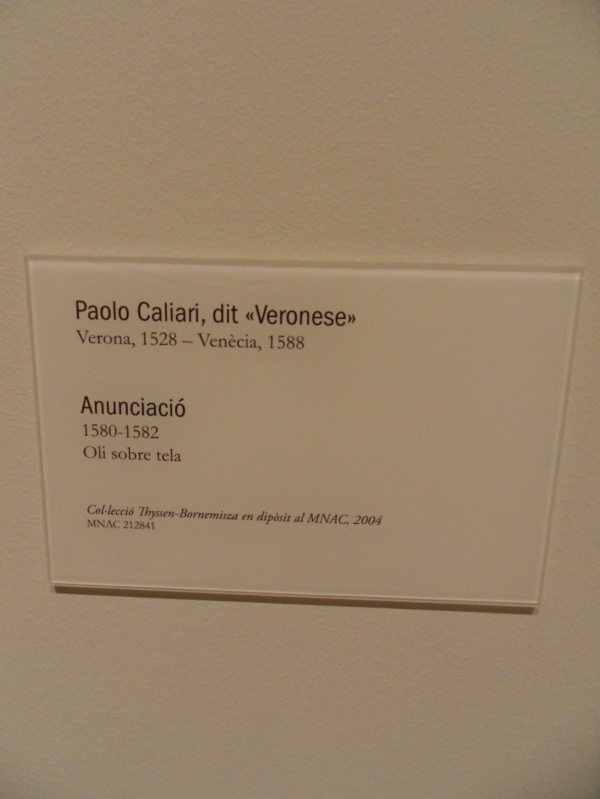 Paolo Caliari, dit «Veronese»
Verona, 1528 – Venècia, 1588
Anunciació
1580-1582
Oli sobre tela
Col·lecció Thyssen-Bornemisza en dipòsit al MNAC, 2004
MNAC 212841